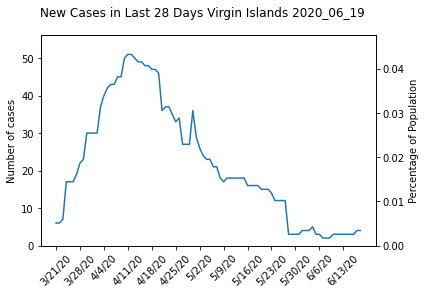 New Cases in Last 28 Days Virgin Islands 2020_06_19
Number of cases
50
40
30
20
10
0
0.04
0.03
0.02
0.01
0.00
Percentage of Population
3/21/20 3/28/20 4/4/20 4/11/20 4/18/20 4/25/20 5/2/20 5/9/20 5/16/20 5/23/20 5/30/20 6/6/20 6/13/20